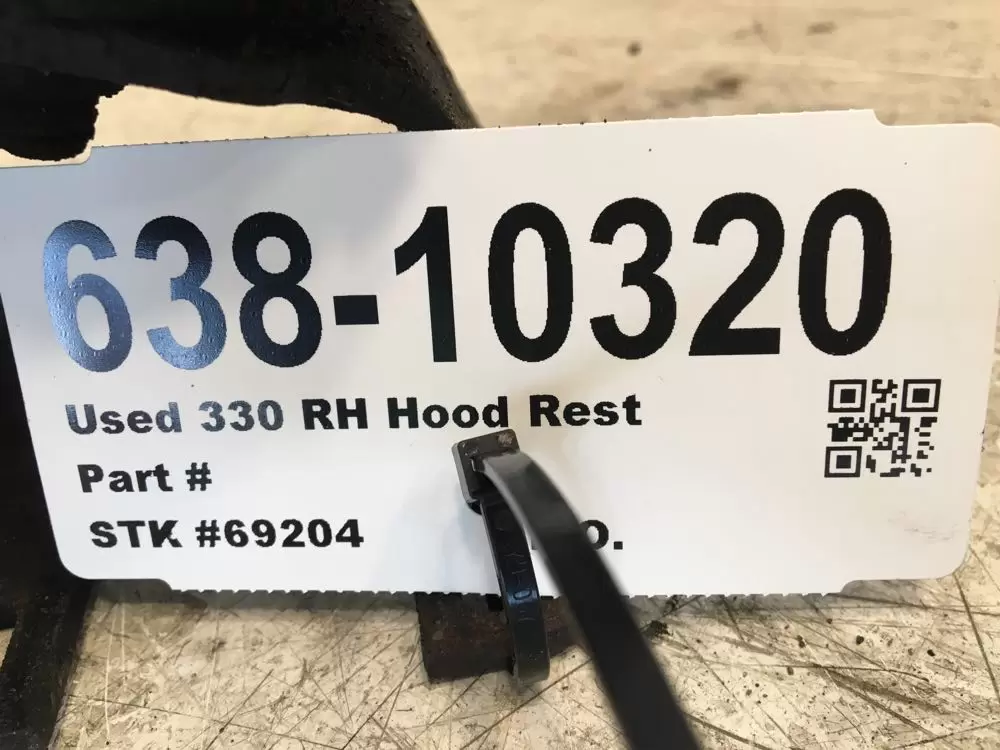 638-10320
Used 330 RH Hood Rest
Part #
STK #69204